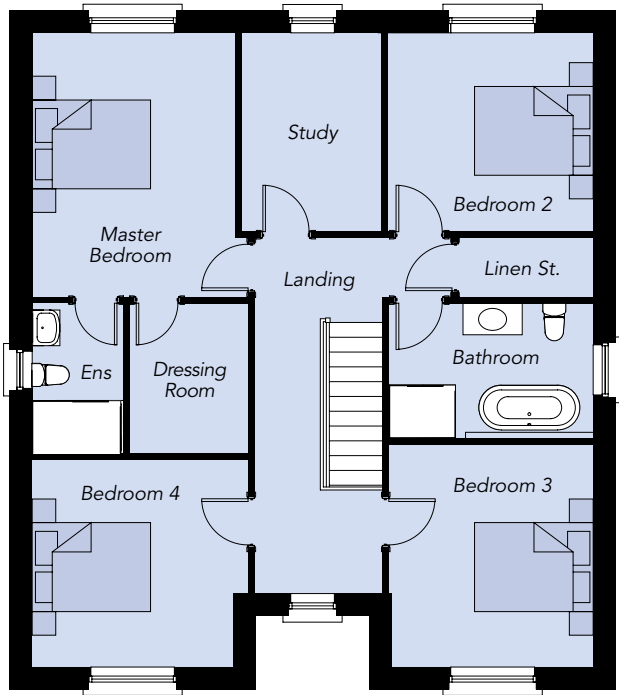 Study
Bedroom 2
Master
Bedroom
Landing
Linen St.
Ens
Dressing
Room
Bathroom
Bedroom 4
Bedroom 3